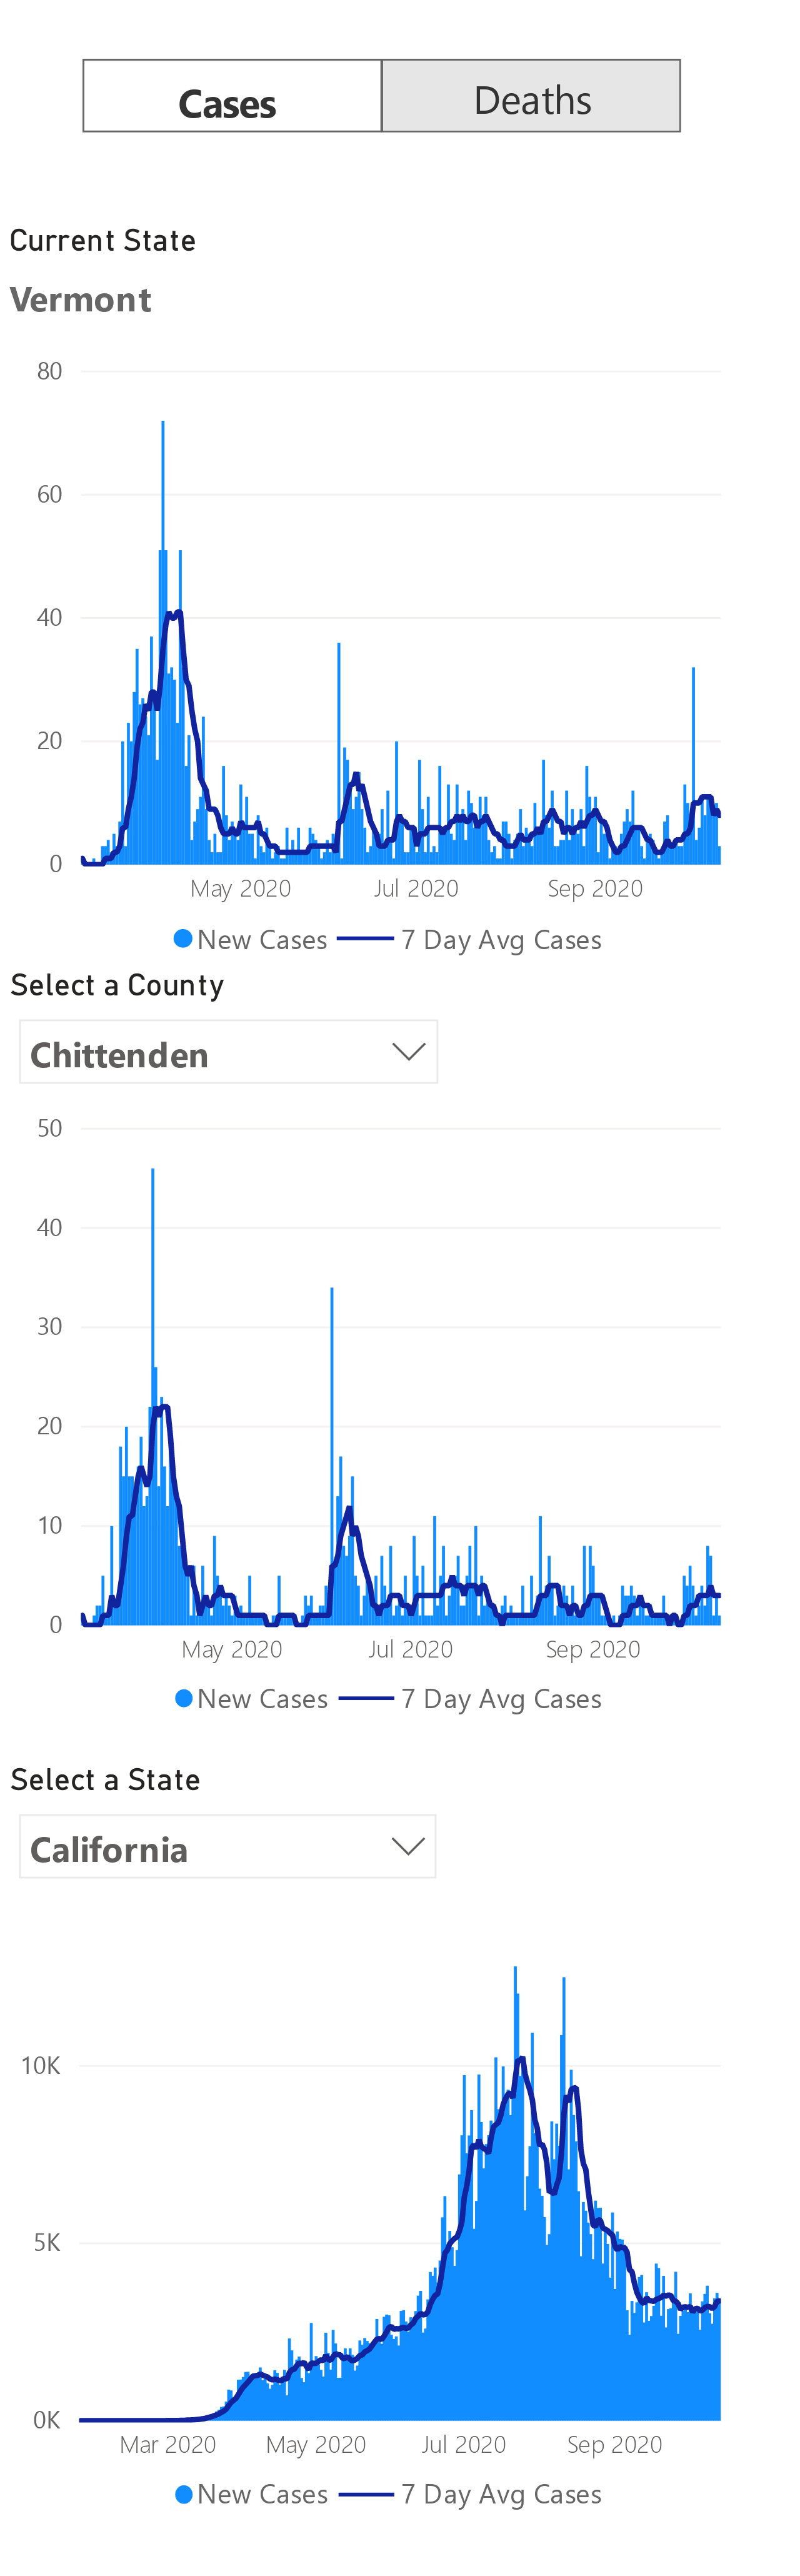 Cases Deaths
Current State
Vermont
80
60
40
20
0
May 2020 Jul 2020 Sep 2020
New Cases 7 Day Avg Cases
Select a County
Chittenden
50
40
30
20
10
0
May 2020 Jul 2020 Sep 2020
New Cases 7 Day Avg Cases
Select a State
California
10K
5K
0K
Mar 2020 May 2020 Jul 2020 Sep 2020
New Cases 7 Day Avg Cases